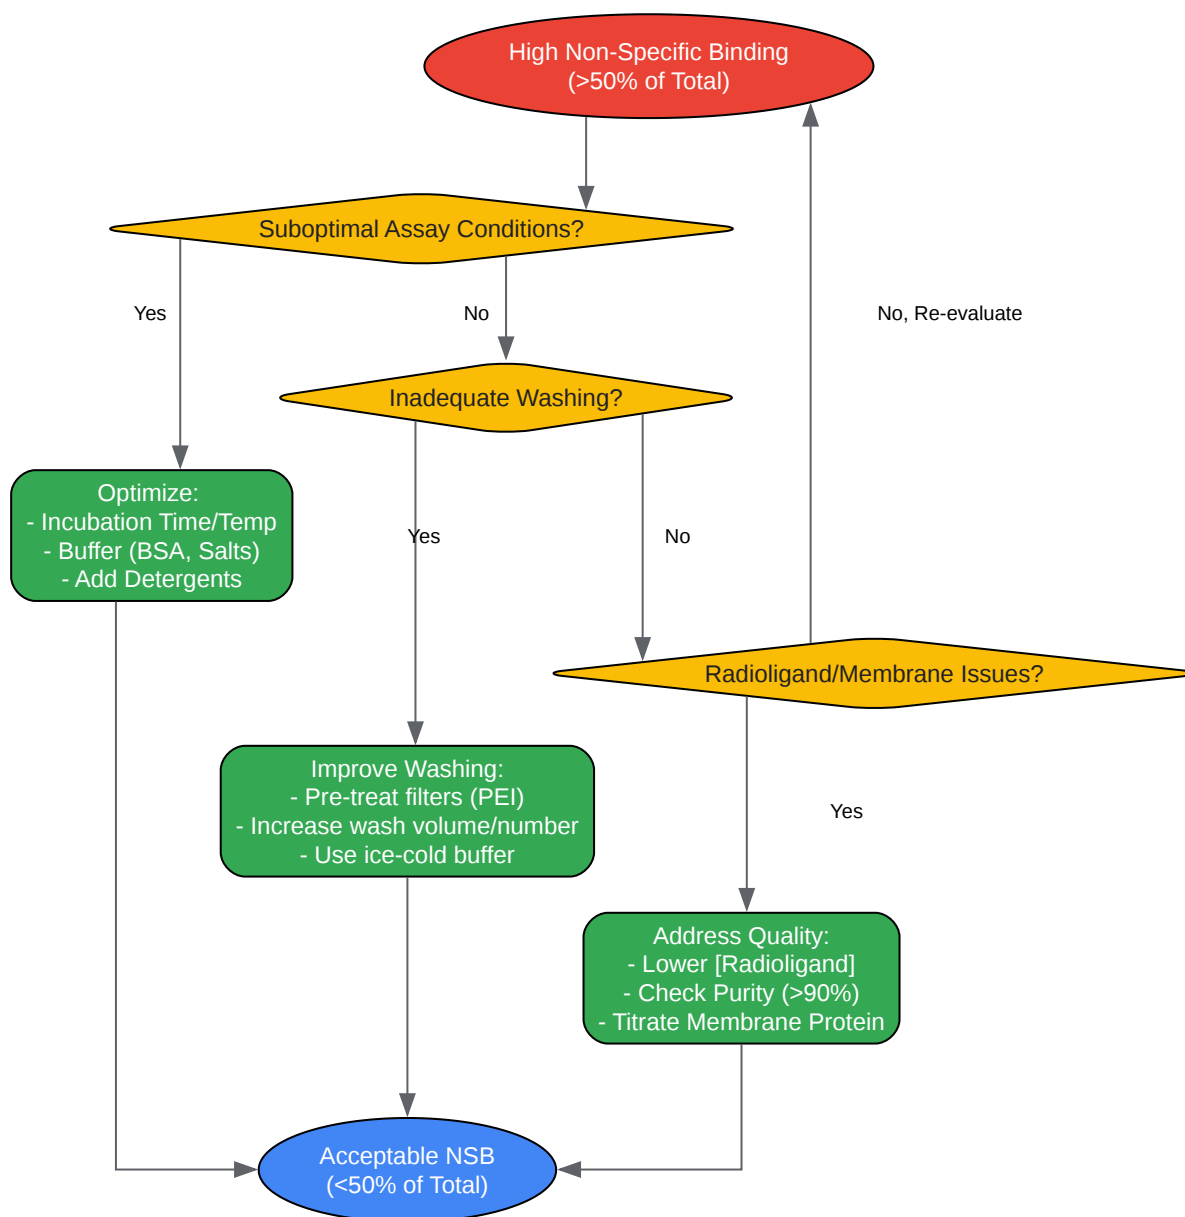 High Non-Specific Binding
(>50% of Total)
Suboptimal Assay Conditions?
Yes
No
No, Re-evaluate
Inadequate Washing?
Optimize:
- Incubation Time/Temp
- Buffer (BSA, Salts)
- Add Detergents
Yes
No
Radioligand/Membrane Issues?
Improve Washing:
- Pre-treat filters (PEI)
- Increase wash volume/number
- Use ice-cold buffer
Yes
Address Quality:
- Lower [Radioligand]
- Check Purity (>90%)
- Titrate Membrane Protein
Acceptable NSB
(<50% of Total)